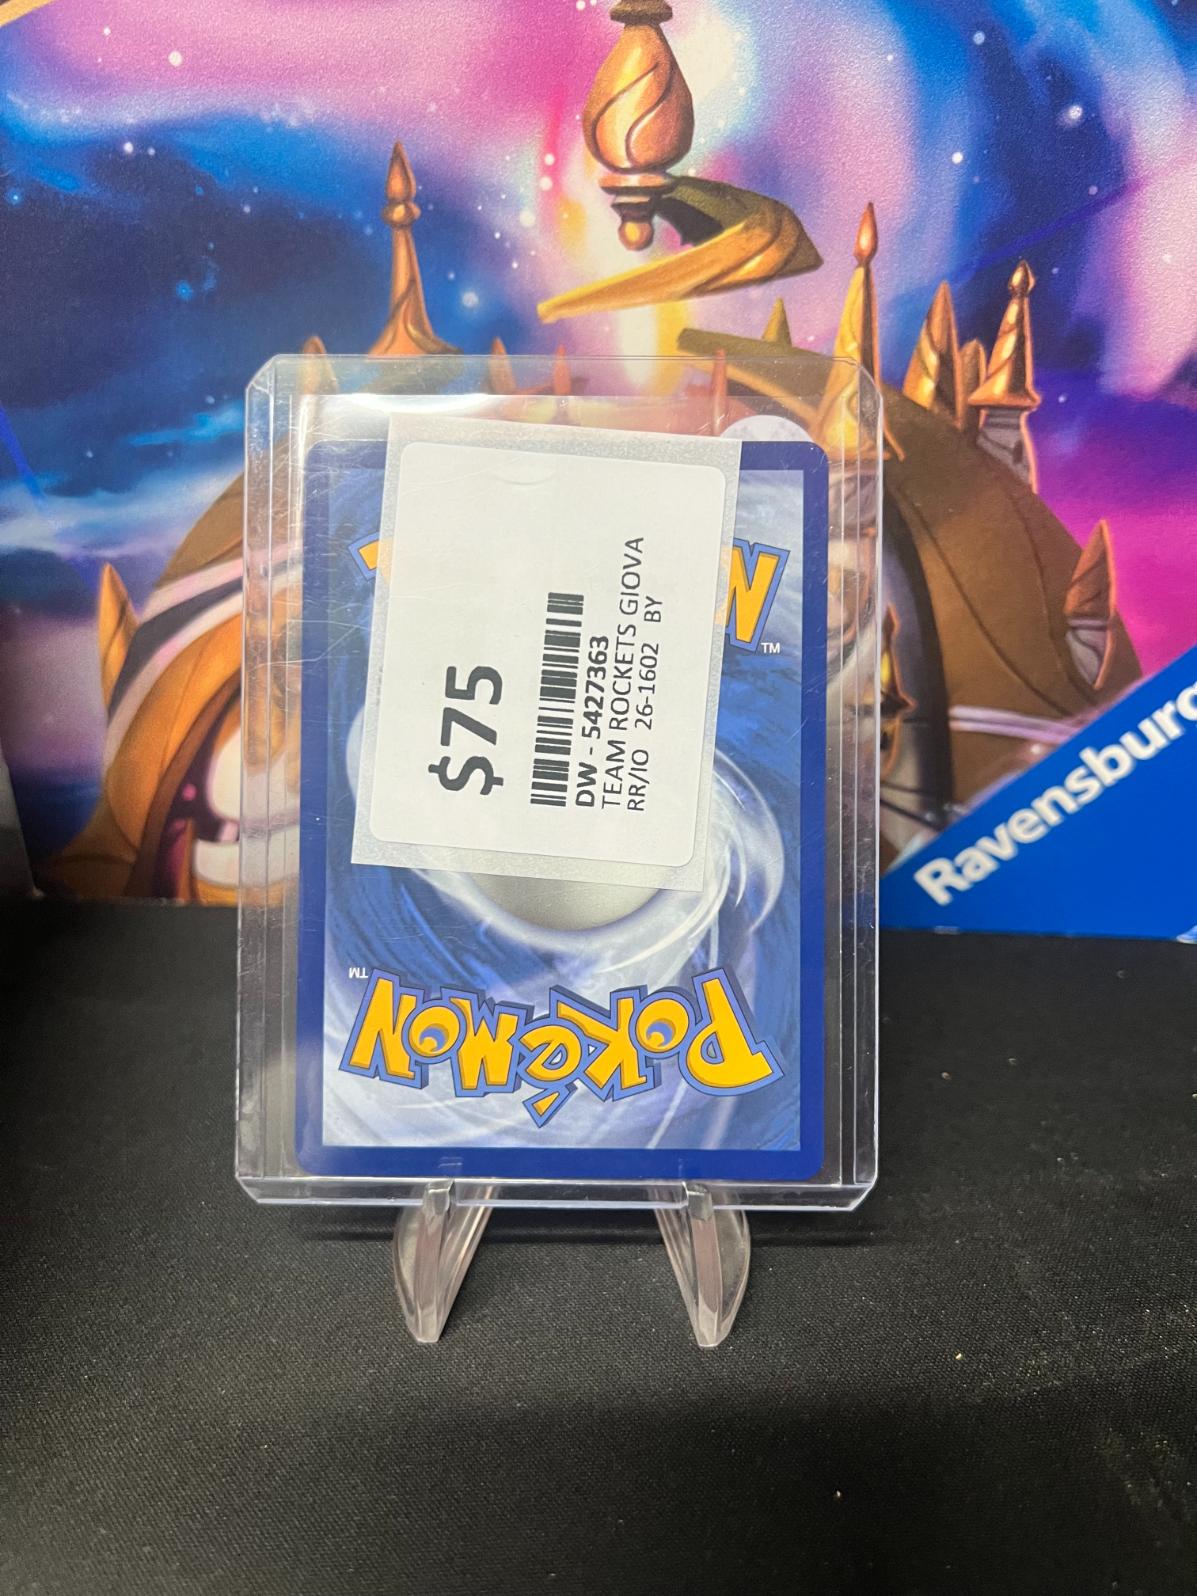 $75
DW - 5427363
TEAM ROCKETS GIOVA
RR/IO 26-1602 BY
N
TM
TM
POKéMON
Ravensburg